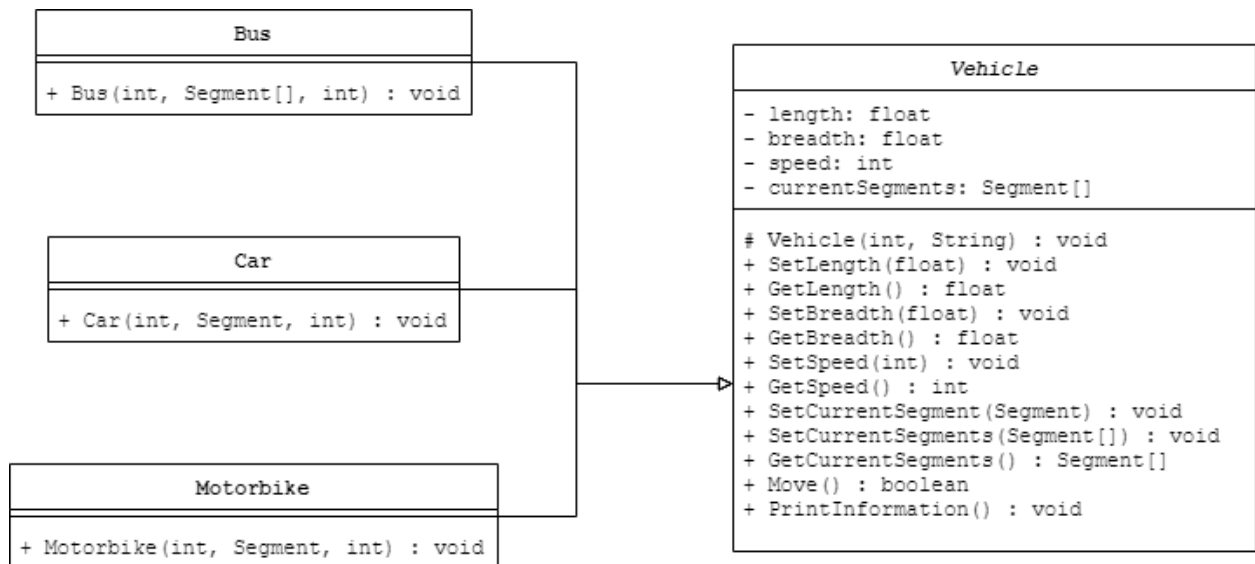 Bus
+ Bus(int, Segment[], int) : void
Car
+ Car(int, Segment, int) : void
Motorbike
+ Motorbike(int, Segment, int) : void
Vehicle
- length: float
- breadth: float
- speed: int
- currentSegments: Segment[]
# Vehicle(int, String) : void
+ SetLength(float) : void
+ GetLength() : float
+ SetBreadth(float) : void
+ GetBreadth() : float
+ SetSpeed(int) : void
+ GetSpeed() : int
+ SetCurrentSegment(Segment) : void
+ SetCurrentSegments(Segment[]) : void
+ GetCurrentSegments() : Segment[]
+ Move() : boolean
+ PrintInformation() : void